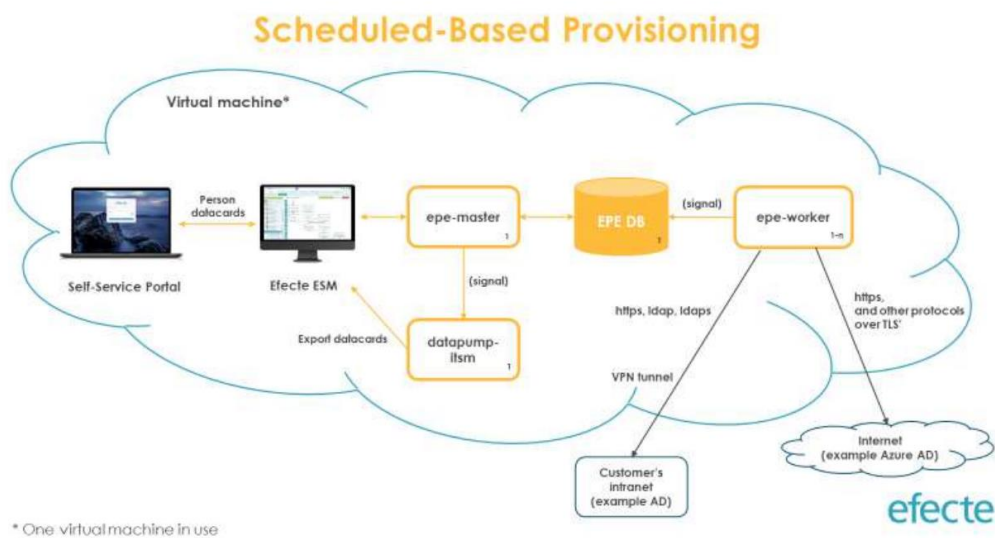 Scheduled-Based Provisioning
Virtual machine*
Person
datacards
Self-Service Portal
Efecte ESM
epe-master
1
EPE DB
1
(signal)
epe-worker
1-n
(signal)
Export datacards
datapump-
itsm
1
https, ldap, ldaps
VPN tunnel
https,
and other protocols
over TLS'
Customer's
intranet
(example AD)
Internet
(example Azure AD)
* One virtual machine in use
efecte